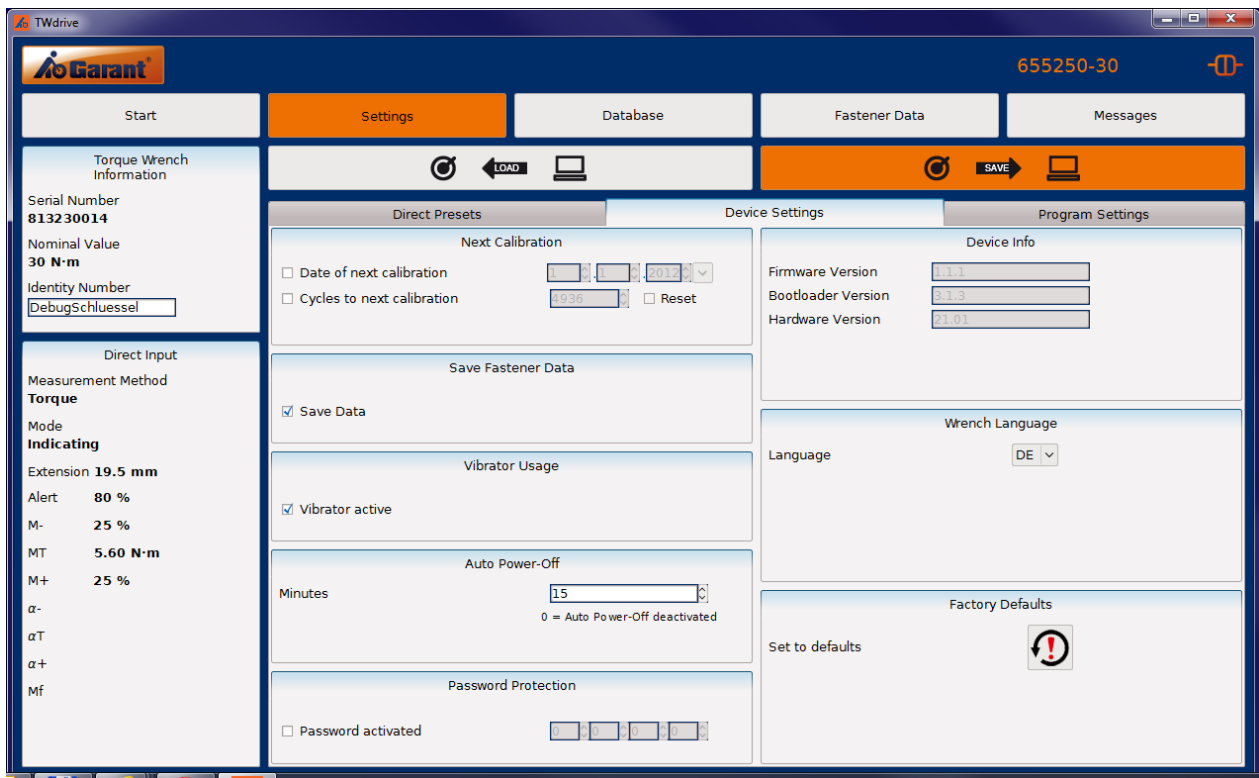 TWdrive
Garant
655250-30
Start
Settings
Database
Fastener Data
Messages
LOAD
SAVE
Torque Wrench
Information
Serial Number
813230014
Nominal Value
30 N·m
Identity Number
DebugSchluessel
Direct Input
Measurement Method
Torque
Mode
Indicating
Extension 19.5 mm
Alert 80 %
M- 25 %
MT 5.60 N·m
M+ 25 %
α-
αT
α+
Mf
Direct Presets
Device Settings
Program Settings
Next Calibration
Date of next calibration 1 . 1 . 2012
Cycles to next calibration 4936 Reset
Save Fastener Data
Save Data
Vibrator Usage
Vibrator active
Auto Power-Off
Minutes 15
0 = Auto Power-Off deactivated
Password Protection
Password activated 0 0 0 0
Device Info
Firmware Version 1.1.1
Bootloader Version 3.1.3
Hardware Version 21.01
Wrench Language
Language DE
Factory Defaults
Set to defaults